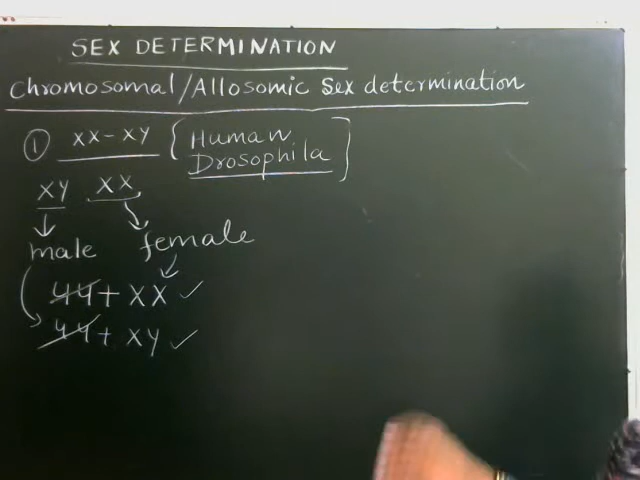 SEX DETERMINATION
Chromosomal/Allosomic Sex determination
① XX-XY [Human
Drosophila]
XY XX
male female
44+ XX ✓
44+ XY ✓